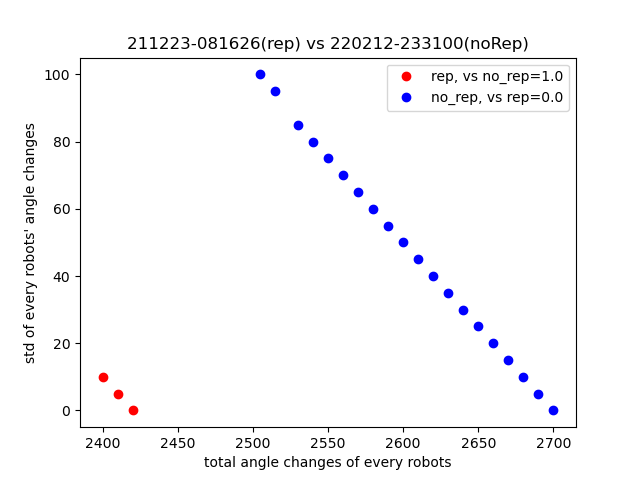 211223-081626(rep) vs 220212-233100(noRep)
rep, vs no_rep=1.0
no_rep, vs rep=0.0
std of every robots' angle changes
100
80
60
40
20
0
2400 2450 2500 2550 2600 2650 2700
total angle changes of every robots